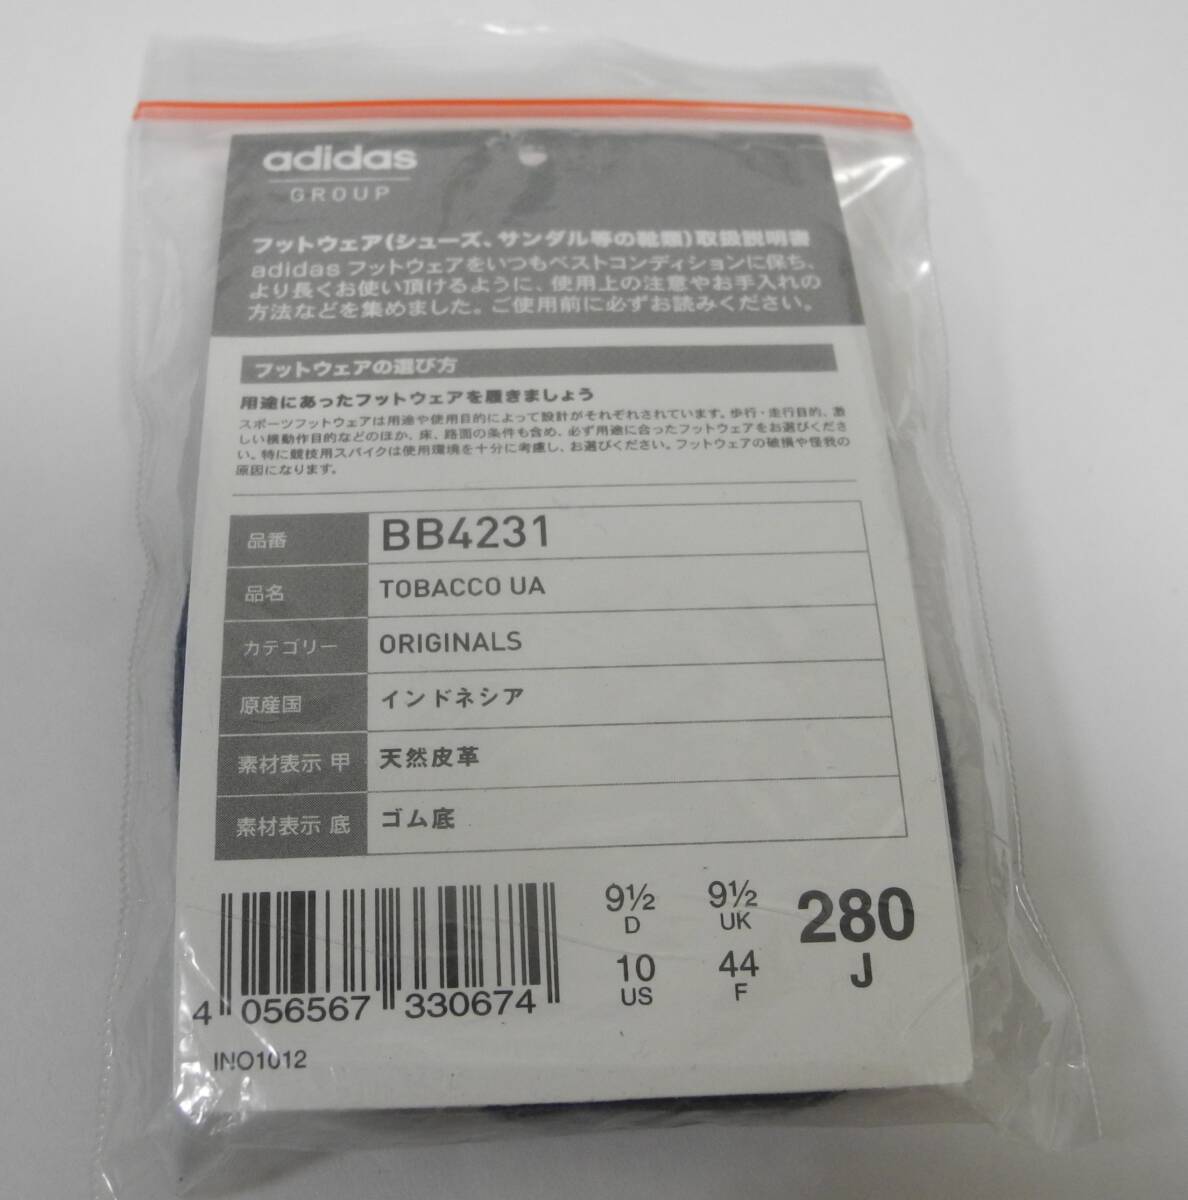 adidas
GROUP
フットウェア(シューズ、サンダル等の靴類)取扱説明書
adidas フットウェアをいつもベストコンディションに保ち、
より長くお使い頂けるように、使用上の注意やお手入れの
方法などを集めました。ご使用前に必ずお読みください。
フットウェアの選び方
用途にあったフットウェアを履きましょう
スポーツフットウェアは用途や使用目的によって設計がそれぞれされています。歩行・走行目的、激
しい横動作目的などのほか、床、路面の条件も含め、必ず用途に合ったフットウェアをお選びくださ
い。特に競技用スパイクは使用環境を十分に考慮し、お選びください。フットウェアの破損や怪我の
原因になります。
品番 BB4231
品名 TOBACCO UA
カテゴリー ORIGINALS
原産国 インドネシア
素材表示 甲 天然皮革
素材表示 底 ゴム底
9½ 9½ 280
D UK J
10 44
US F
4 056567 330674
INO1012